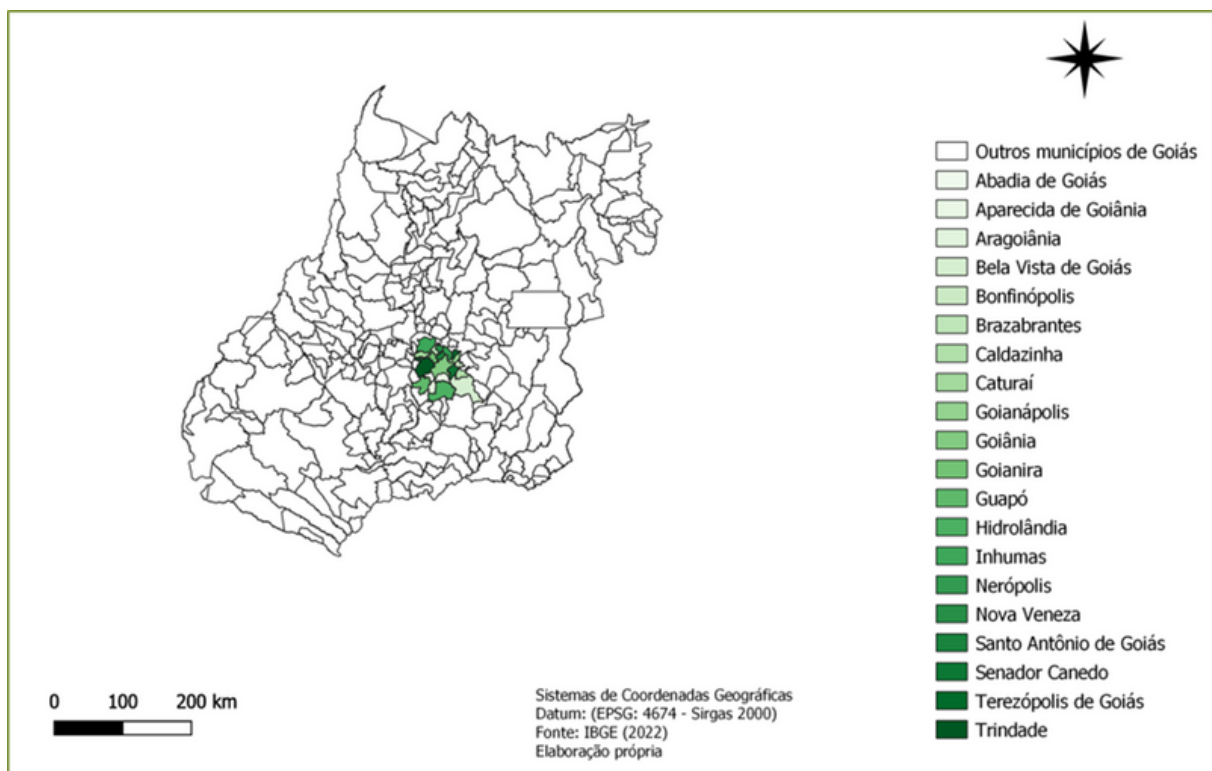 Outros municípios de Goiás
Abadia de Goiás
Aparecida de Goiânia
Aragoiânia
Bela Vista de Goiás
Bonfinópolis
Brazabrantes
Caldazinha
Caturaí
Goianápolis
Goiânia
Goianira
Guapó
Hidrolândia
Inhumas
Nerópolis
Nova Veneza
Santo Antônio de Goiás
Senador Canedo
Terezópolis de Goiás
Trindade
0 100 200 km
Sistemas de Coordenadas Geográficas
Datum: (EPSG: 4674 - Sirgas 2000)
Fonte: IBGE (2022)
Elaboração própria